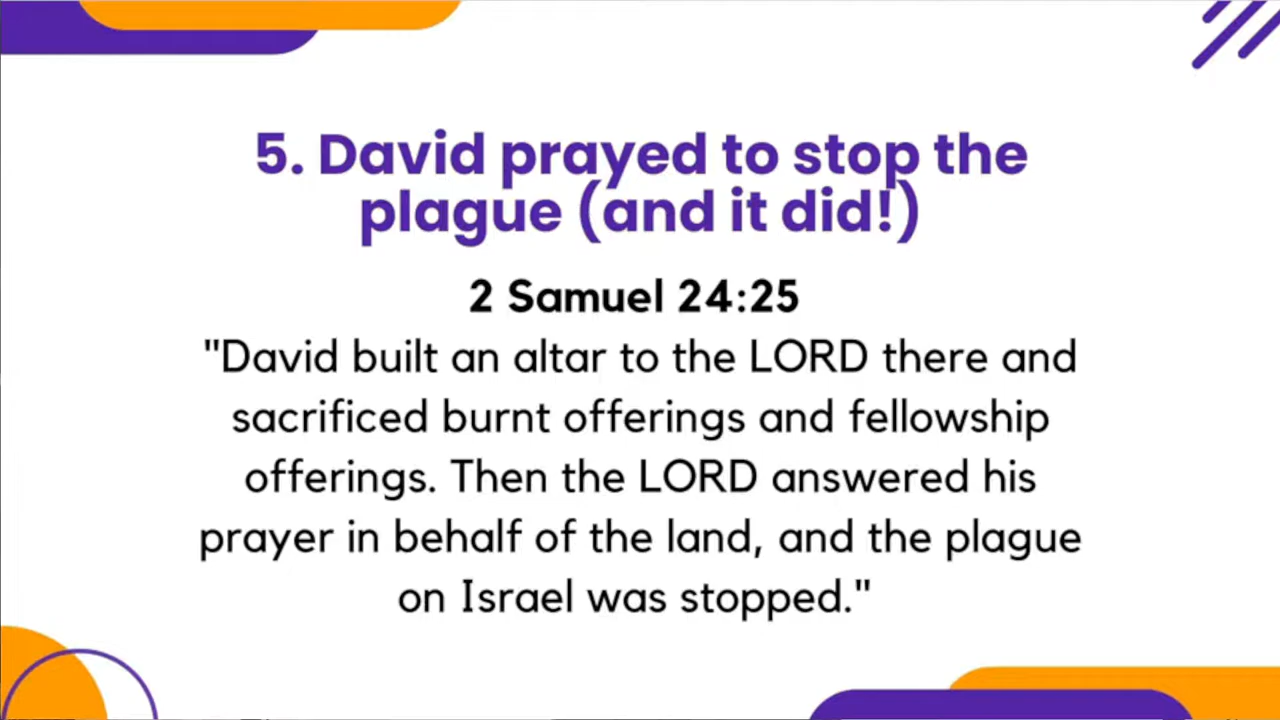 5. David prayed to stop the
plague (and it did!)
2 Samuel 24:25
"David built an altar to the LORD there and
sacrificed burnt offerings and fellowship
offerings. Then the LORD answered his
prayer in behalf of the land, and the plague
on Israel was stopped."